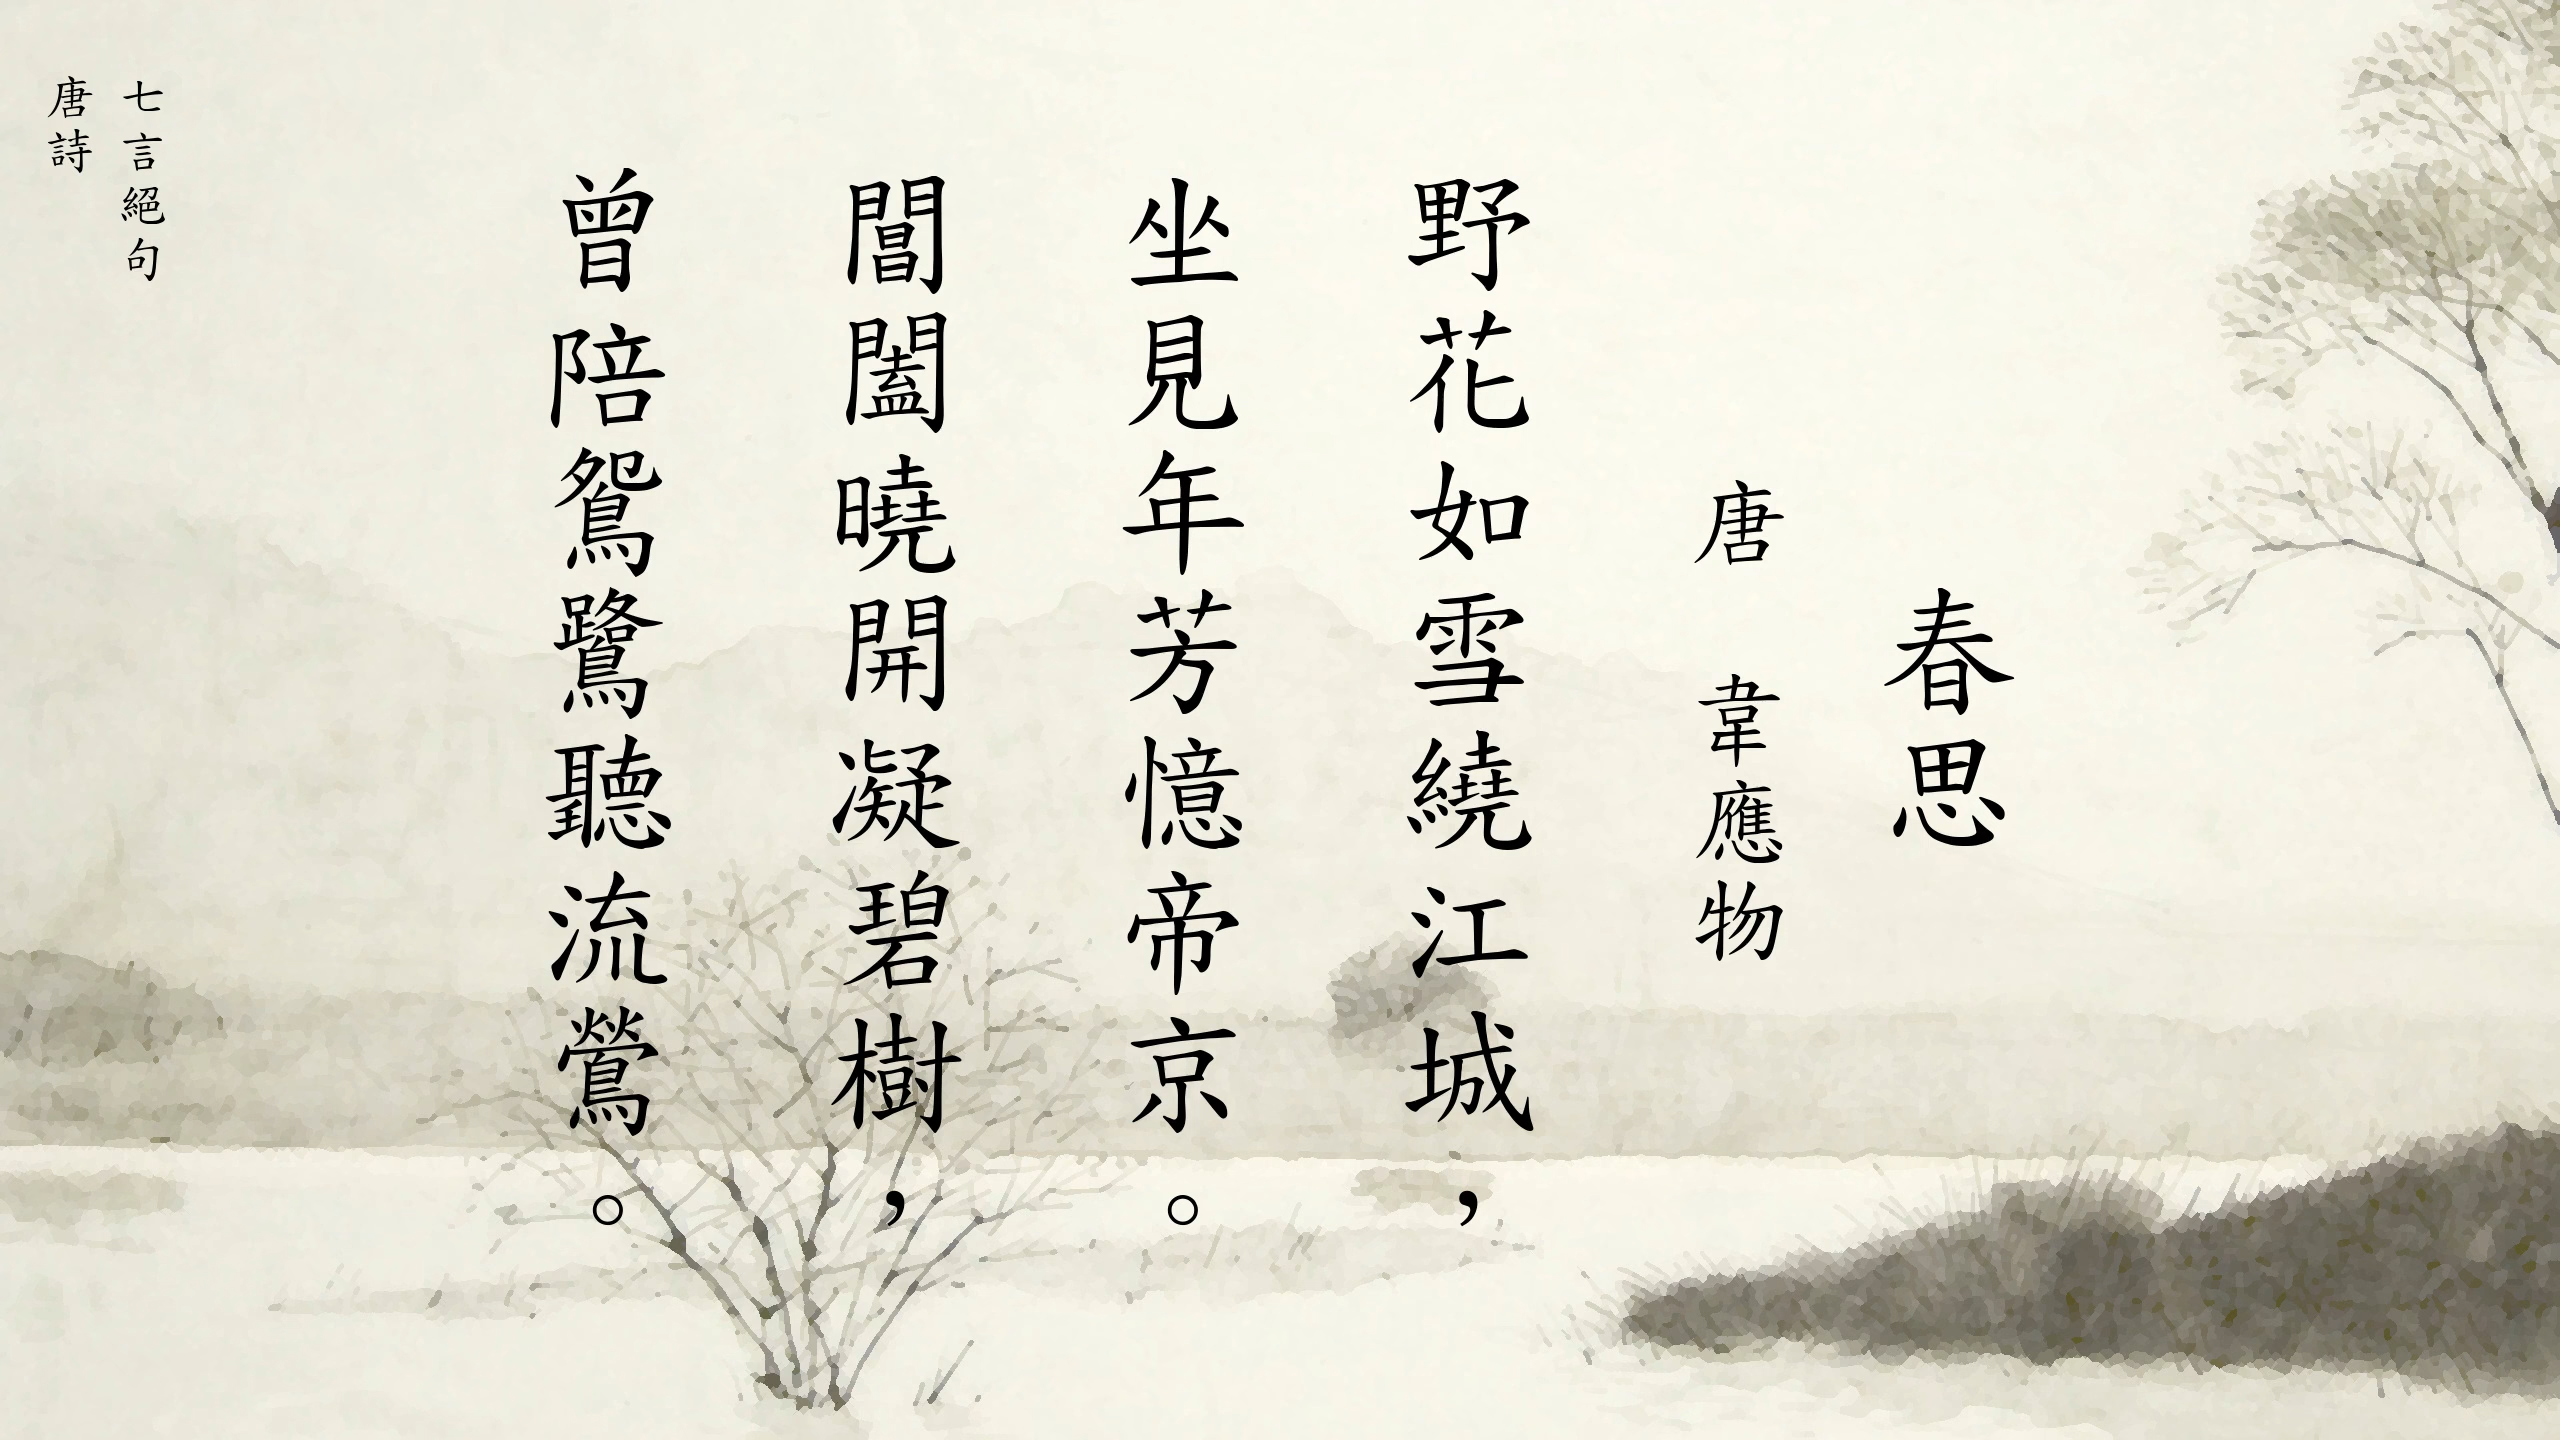 春思
唐 韋應物
野花如雪繞江城，
坐見年芳憶帝京。
閶闔曉開凝碧樹，
曾陪鴛鷺聽流鶯。
七言絕句
唐詩